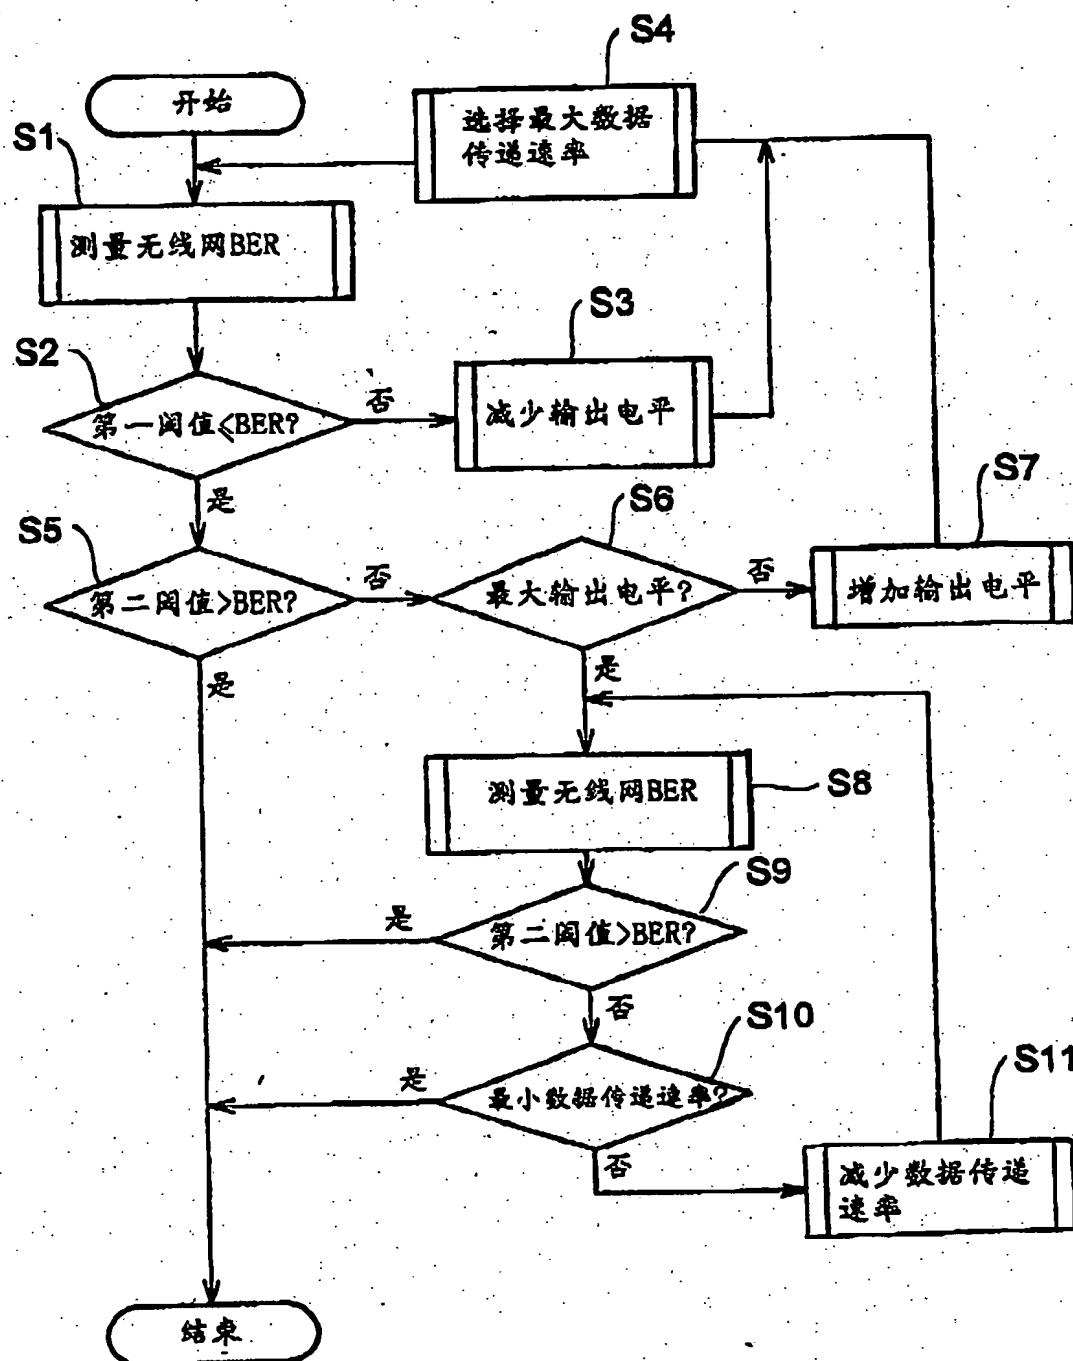 S4
开始
选择最大数据
传递速率
S1
测量无线网BER
S3
S2
第一阈值≤BER?
否
减少输出电平
是
S7
S6
S5
第二阈值>BER?
否
最大输出电平?
否
增加输出电平
是
是
测量无线网BER
S8
S9
是
第二阈值>BER?
否
S10
是
最小数据传递速率?
S11
否
减少数据传递
速率
结束